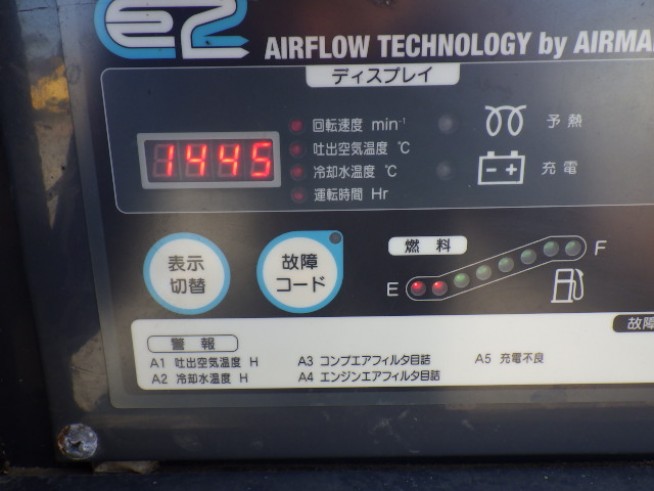 e2
AIRFLOW TECHNOLOGY by AIRMA
ディスプレイ
1445
回転速度 min⁻¹
吐出空気温度 ℃
冷却水温度 ℃
運転時間 Hr
予熱
充電
表示
切替
故障
コード
燃料
E
F
故障
警報
A1 吐出空気温度 H
A2 冷却水温度 H
A3 コンプエアフィルタ目詰
A4 エンジンエアフィルタ目詰
A5 充電不良